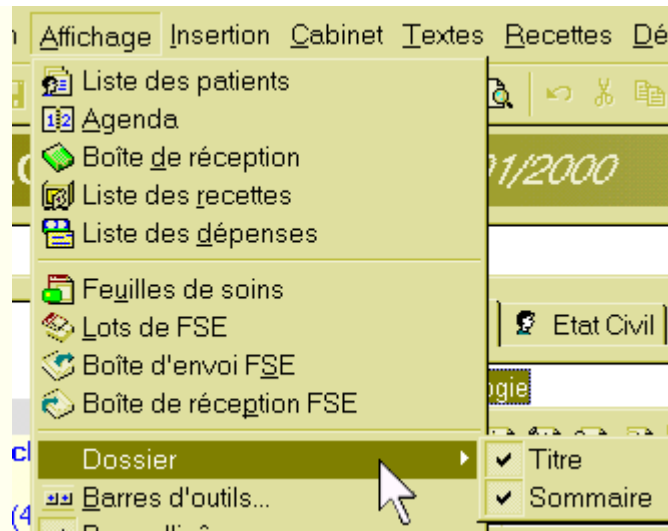 Affichage Insertion Cabinet Textes Recettes
Liste des patients
Agenda
Boîte de réception
01/2000
Liste des recettes
Liste des dépenses
Feuilles de soins
Lots de FSE
Etat Civil
Boîte d'envoi FSE
Boîte de réception FSE
Dossier
Titre
Barres d'outils...
Sommaire